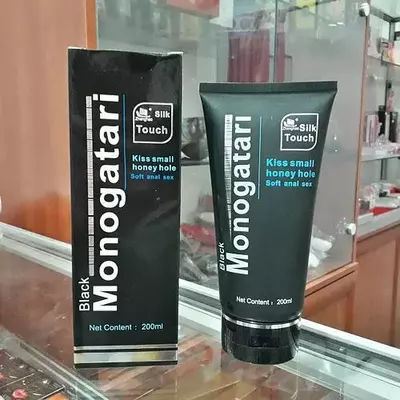 Black
Monogatari
Silk
Touch
Kiss small
honey hole
Soft anal sex
Net Content : 200ml
Black
Monogatari
Silk
Touch
Kiss small
honey hole
Soft anal sex
Net Content : 200ml